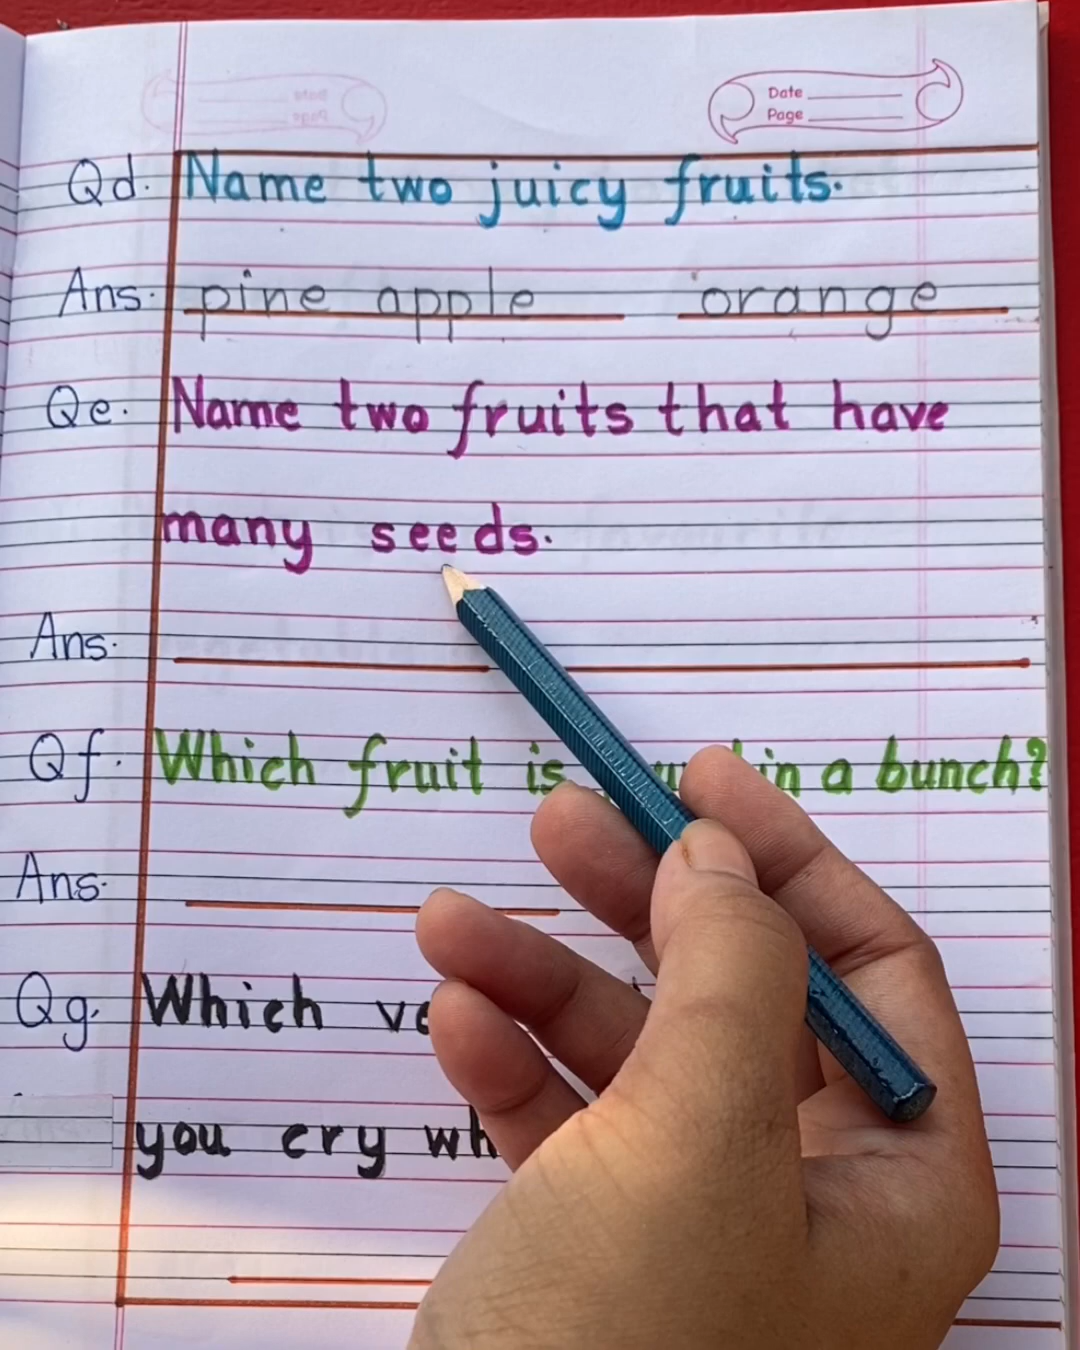 Date
Page
Qd. Name two juicy fruits.
Ans. pine apple orange
Qe. Name two fruits that have
many seeds.
Ans.
Qf. Which fruit is in a bunch?
Ans.
Qg. Which
you cry